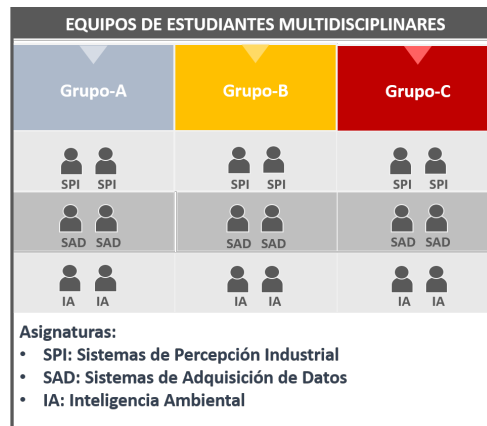 EQUIPOS DE ESTUDIANTES MULTIDISCIPLINARES
Grupo-A Grupo-B Grupo-C
SPI SPI SPI SPI SPI SPI
SAD SAD SAD SAD SAD SAD
IA IA IA IA IA IA
Asignaturas:
• SPI: Sistemas de Percepción Industrial
• SAD: Sistemas de Adquisición de Datos
• IA: Inteligencia Ambiental